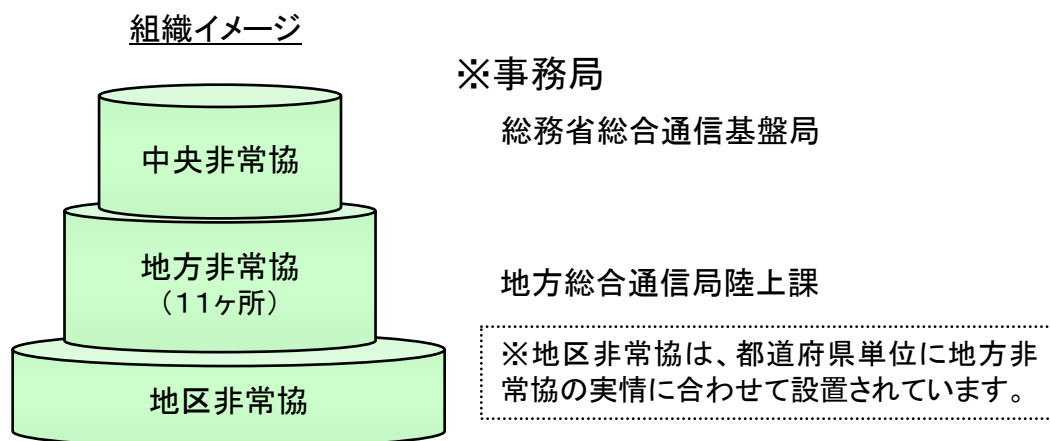 組織イメージ
※事務局
総務省総合通信基盤局
中央非常協
地方非常協
（11ヶ所）
地方総合通信局陸上課
※地区非常協は、都道府県単位に地方非
常協の実情に合わせて設置されています。
地区非常協